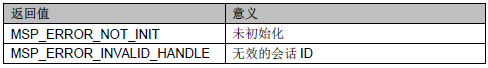 返回值 意义
MSP_ERROR_NOT_INIT 未初始化
MSP_ERROR_INVALID_HANDLE 无效的会话 ID